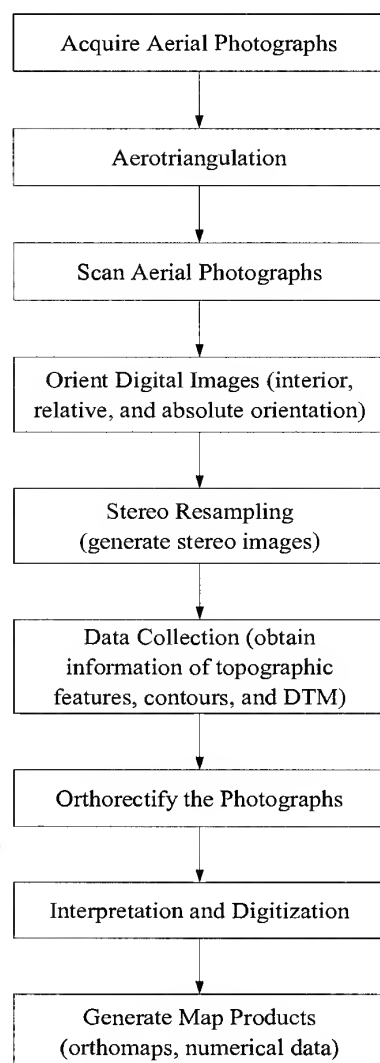 Acquire Aerial Photographs
Aerotriangulation
Scan Aerial Photographs
Orient Digital Images (interior,
relative, and absolute orientation)
Stereo Resampling
(generate stereo images)
Data Collection (obtain
information of topographic
features, contours, and DTM)
Orthorectify the Photographs
Interpretation and Digitization
Generate Map Products
(orthomaps, numerical data)